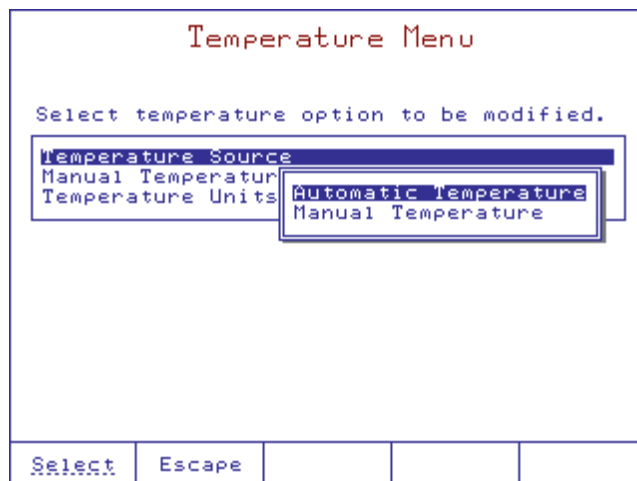 Temperature Menu
Select temperature option to be modified.
Temperature Source
Manual Temperatur
Temperature Units
Automatic Temperature
Manual Temperature
Select Escape